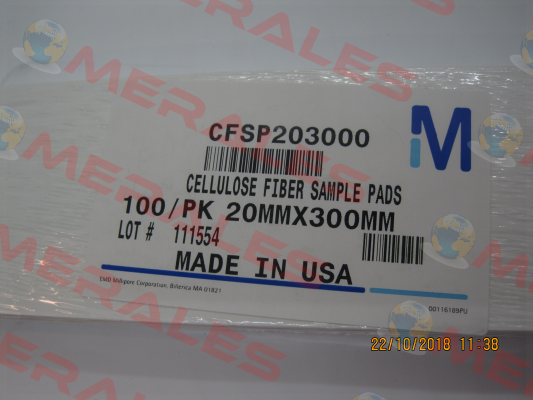 MERALES
CFSP203000
M
CELLULOSE FIBER SAMPLE PADS
100/PK 20MMX300MM
LOT # 111554
MADE IN USA
EMD Millipore Corporation, Billerica MA 01821
00116189PU
22/10/2018 11:38